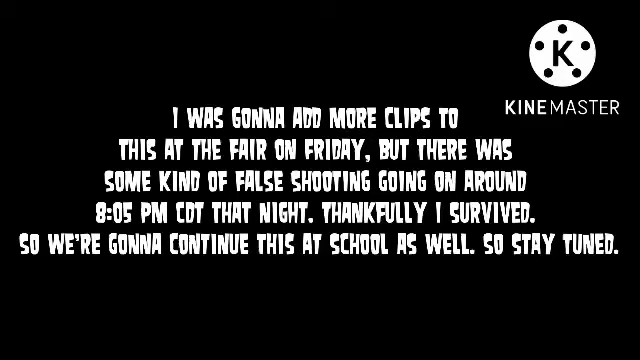 KINEMASTER
I WAS GONNA ADD MORE CLIPS TO
THIS AT THE FAIR ON FRIDAY, BUT THERE WAS
SOME KIND OF FALSE SHOOTING GOING ON AROUND
8:05 PM CDT THAT NIGHT. THANKFULLY I SURVIVED.
SO WE'RE GONNA CONTINUE THIS AT SCHOOL AS WELL. SO STAY TUNED.